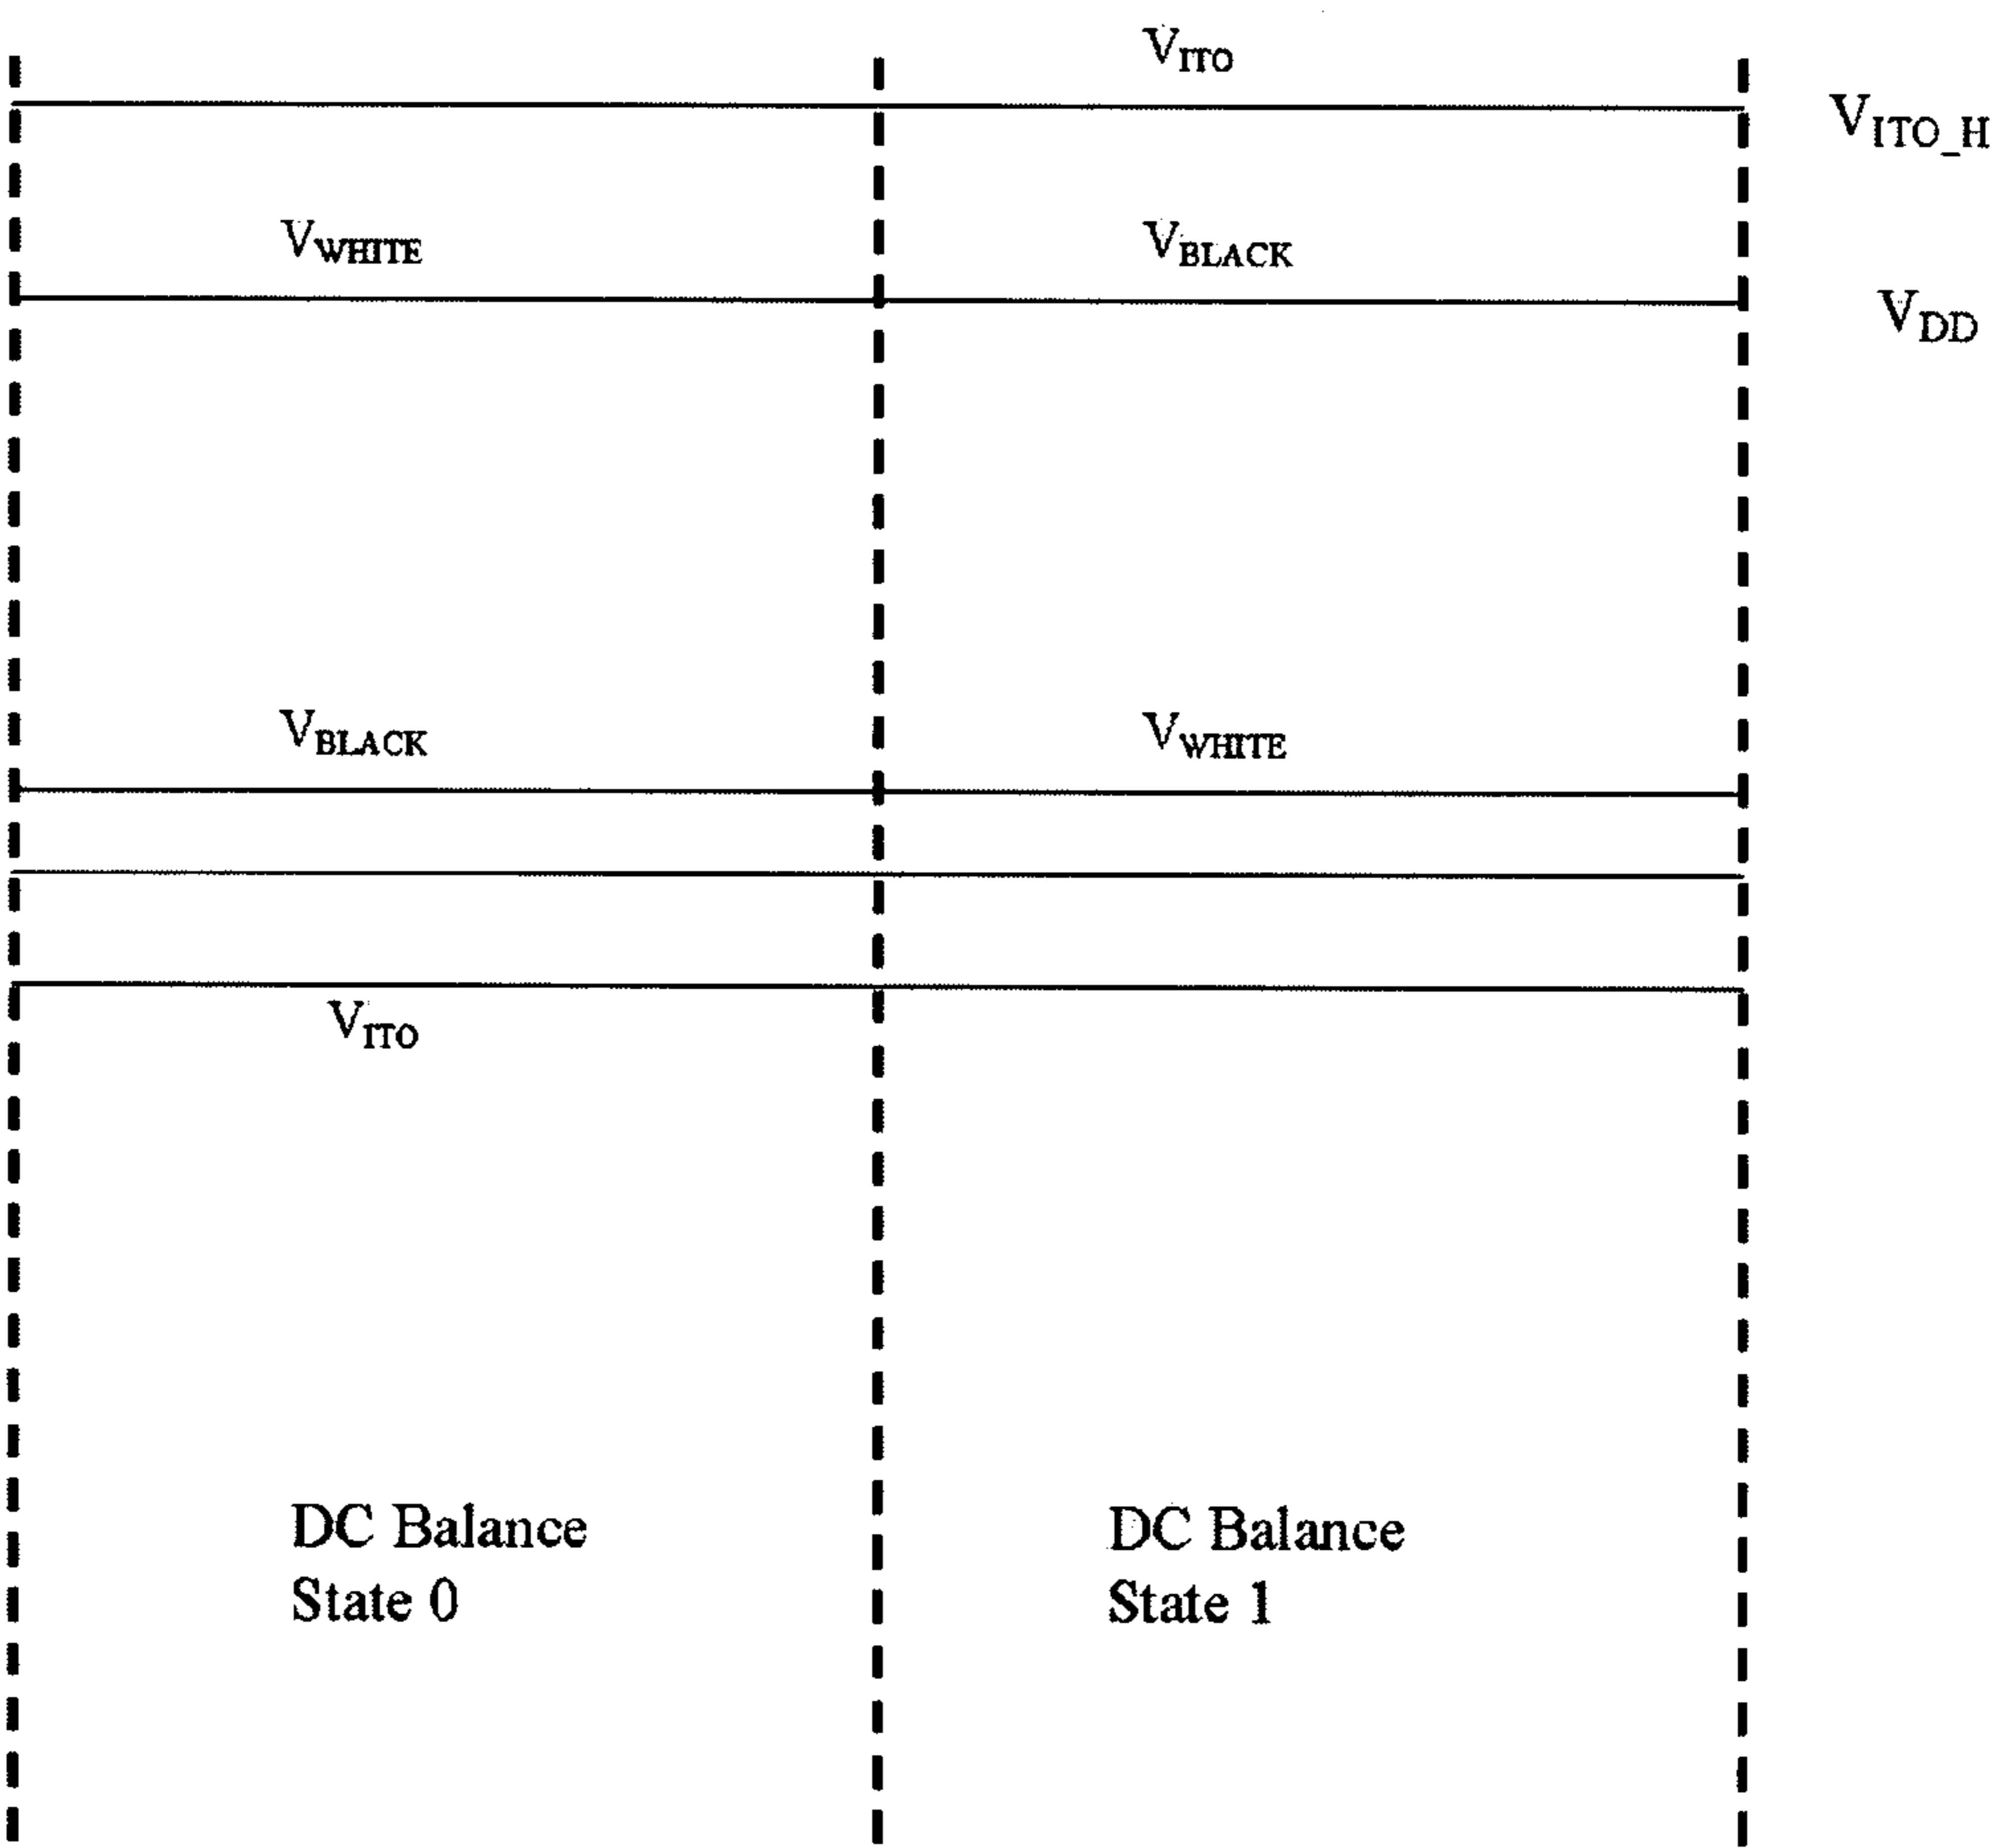 V_ITO
V_ITO_H
V_WHITE V_BLACK
V_DD
V_BLACK V_WHITE
V_ITO
DC Balance DC Balance
State 0 State 1